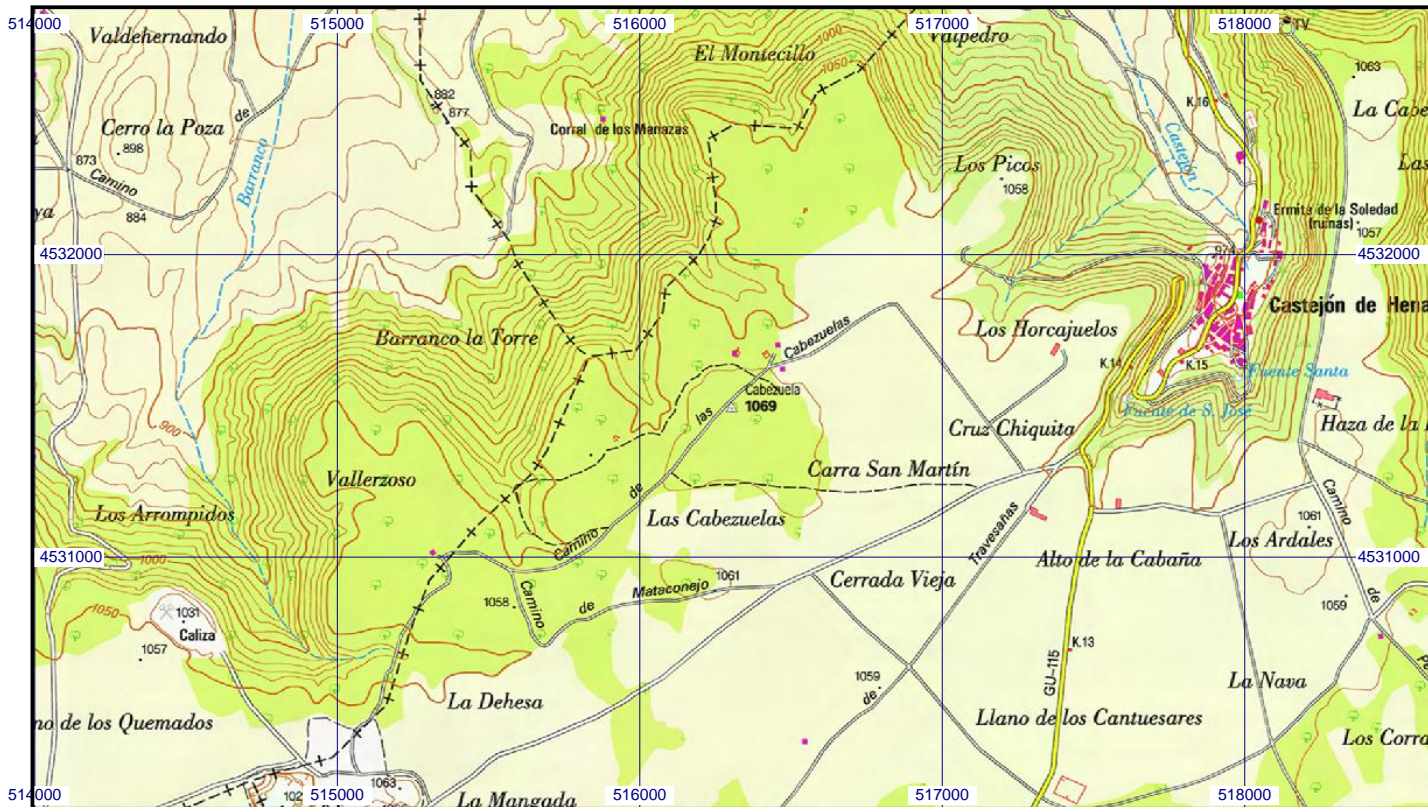 514000
515000
516000
517000
518000
TV
Valdehernando
El Montecillo
1000
1050
Valpedro
1063
882
877
K.16
La Cabe
Cerro la Poza
de
898
Corral de los Manazas
Castejón
873
Camino
884
Barranco
Los Picos
1058
Las
ya
Ermita de la Soledad
(ruinas)
1057
974
4532000
4532000
Castejón de Hena
Barranco la Torre
Cabezuelas
Los Horcajuelos
K.14
K.15
Fuente Santa
Cabezuela
1069
las
Fuente de S. José
900
Cruz Chiquita
Haza de la
Vallerzoso
Carra San Martín
de
Camino
Los Arrompidos
Las Cabezuelas
Travesañas
1061
Los Ardales
4531000
1000
Camino
Alto de la Cabaña
4531000
1061
Cerrada Vieja
1050
1031
Caliza
1058
Camino
de
Mataconejo
1059
de
1057
K.13
1059
de
GU-115
La Nava
La Dehesa
no de los Quemados
Llano de los Cantuesares
Los Corra
1063
102
La Mangada
514000
515000
516000
517000
518000